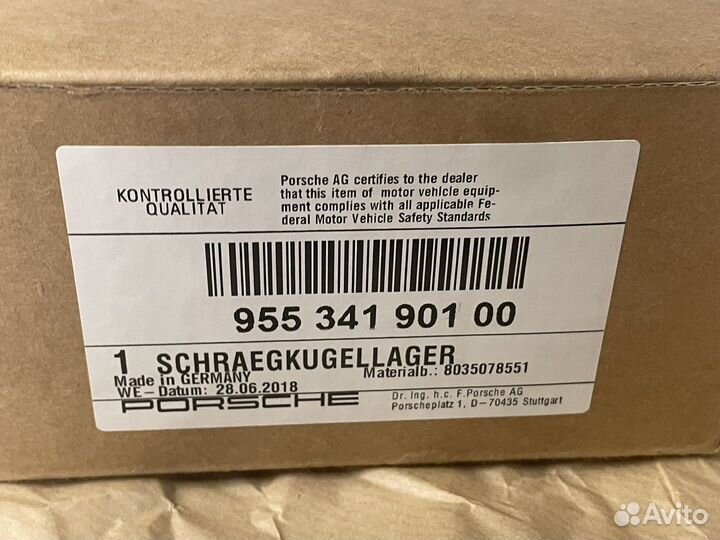 KONTROLLIERTE
QUALITAT
Porsche AG certifies to the dealer
that this item of motor vehicle equip-
ment complies with all applicable Fe-
deral Motor Vehicle Safety Standards
955 341 901 00
1 SCHRAEGKUGELLAGER
Made in GERMANY Materialb.: 8035078551
WE-Datum: 28.06.2018
PORSCHE
Dr. Ing. h.c. F.Porsche AG
Porscheplatz 1, D-70435 Stuttgart
Avito